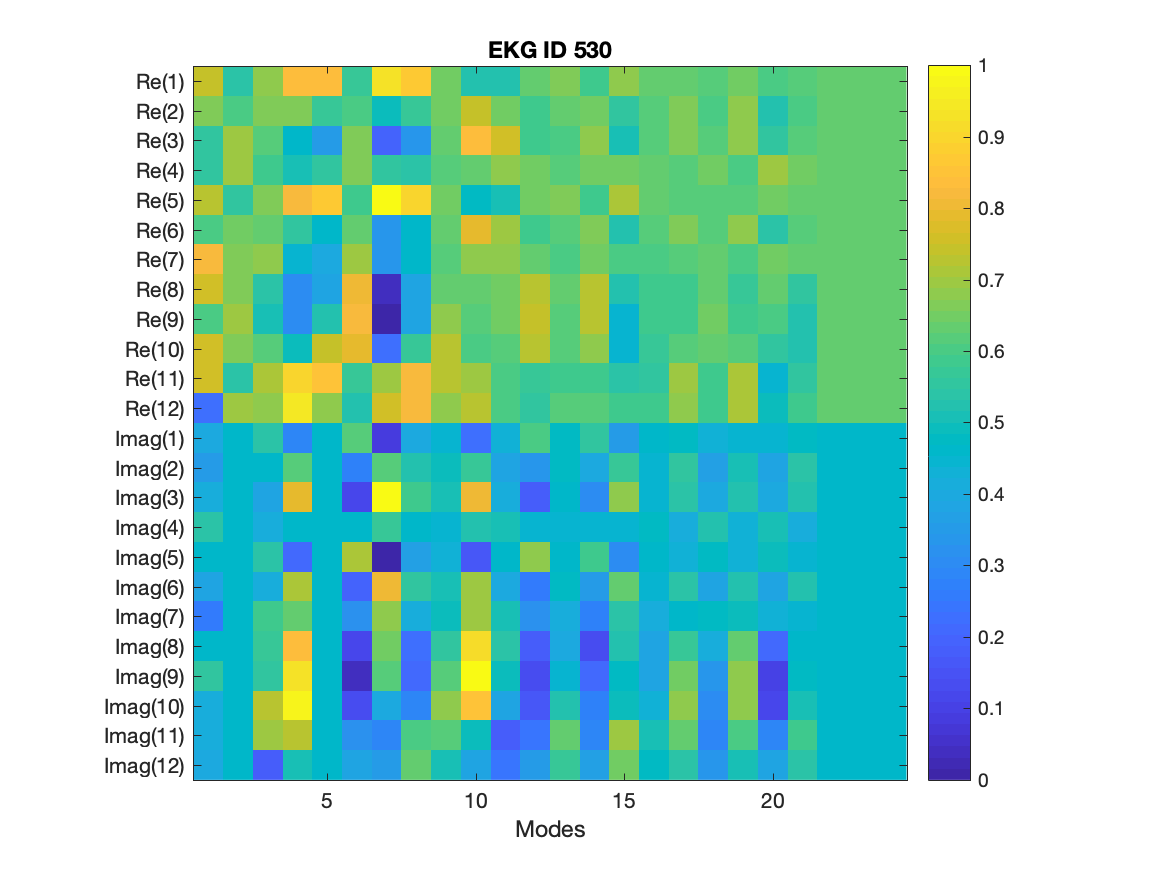 EKG ID 530
Re(1)
Re(2)
Re(3)
Re(4)
Re(5)
Re(6)
Re(7)
Re(8)
Re(9)
Re(10)
Re(11)
Re(12)
Imag(1)
Imag(2)
Imag(3)
Imag(4)
Imag(5)
Imag(6)
Imag(7)
Imag(8)
Imag(9)
Imag(10)
Imag(11)
Imag(12)
5 10 15 20
Modes
1
0.9
0.8
0.7
0.6
0.5
0.4
0.3
0.2
0.1
0